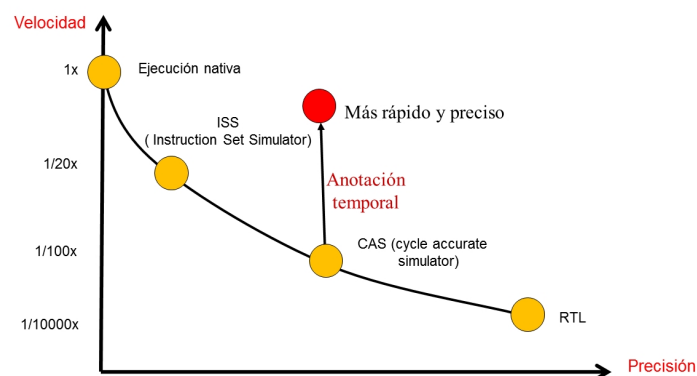 Velocidad
1x
Ejecución nativa
ISS
( Instruction Set Simulator)
Más rápido y preciso
1/20x
Anotación
temporal
1/100x
CAS (cycle accurate
simulator)
1/10000x
RTL
Precisión